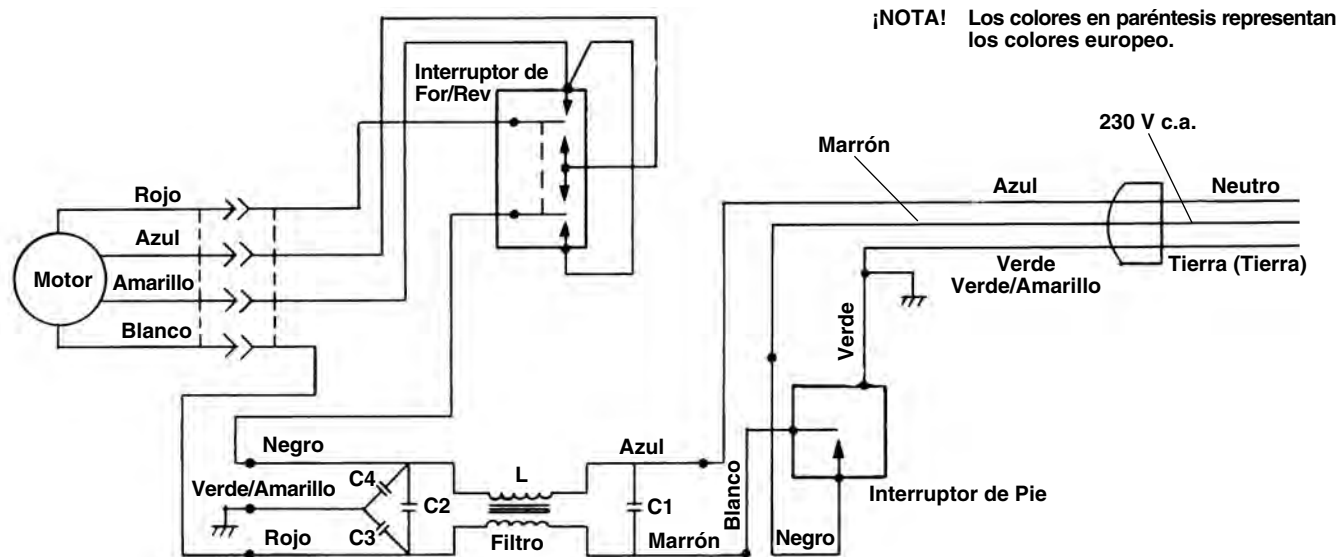 ¡NOTA! Los colores en paréntesis representan
los colores europeo.
Interruptor de
For/Rev
230 V c.a.
Marrón
Rojo
Azul
Neutro
Azul
Motor
Amarillo
Verde
Verde/Amarillo
Tierra (Tierra)
Blanco
Verde
Negro
Azul
Verde/Amarillo
C4
C2
L
C1
Blanco
Interruptor de Pie
C3
Rojo
Filtro
Marrón
Negro